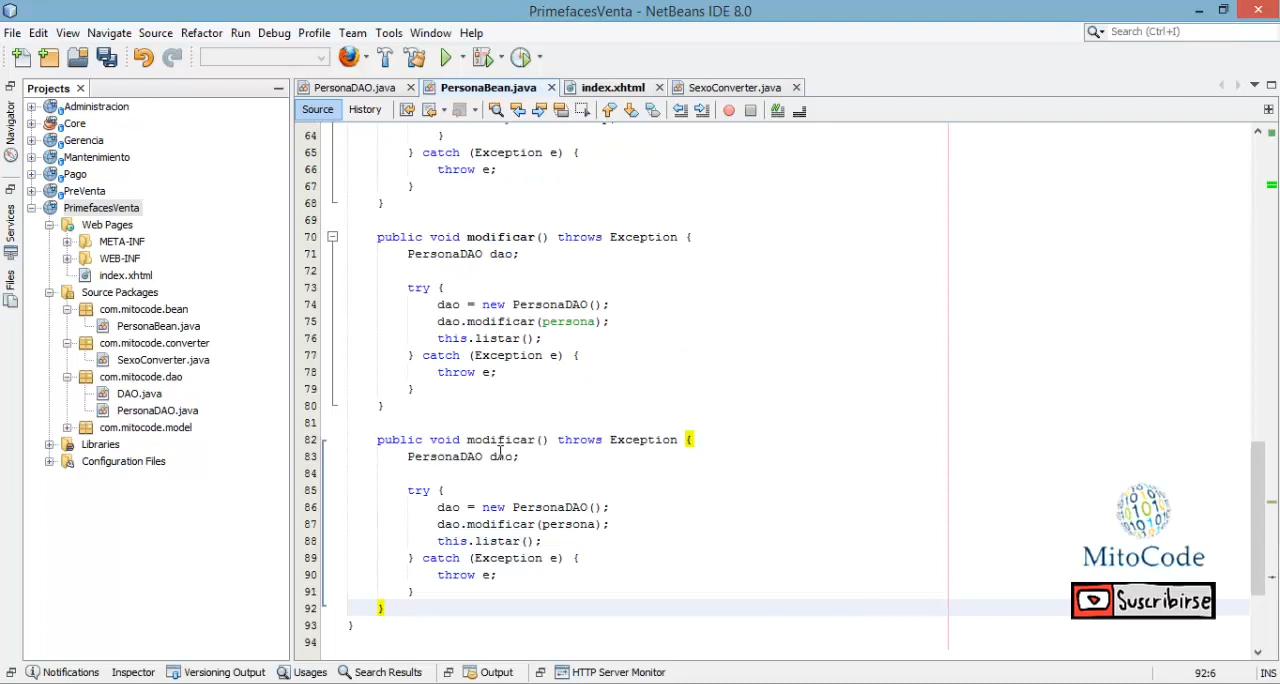 PrimefacesVenta - NetBeans IDE 8.0
File Edit View Navigate Source Refactor Run Debug Profile Team Tools Window Help
Search (Ctrl+I)
Projects
PersonaDAO.java
PersonaBean.java
index.xhtml
SexoConverter.java
Source
History
Navigator
Services
Files
Administracion
Core
Gerencia
Mantenimiento
Pago
PreVenta
PrimefacesVenta
Web Pages
META-INF
WEB-INF
index.xhtml
Source Packages
com.mitocode.bean
PersonaBean.java
com.mitocode.converter
SexoConverter.java
com.mitocode.dao
DAO.java
PersonaDAO.java
com.mitocode.model
Libraries
Configuration Files
64 }
65 } catch (Exception e) {
66 throw e;
67 }
68 }
69
70 public void modificar() throws Exception {
71 PersonaDAO dao;
72
73 try {
74 dao = new PersonaDAO();
75 dao.modificar(persona);
76 this.listar();
77 } catch (Exception e) {
78 throw e;
79 }
80 }
81
82 public void modificar() throws Exception {
83 PersonaDAO dao;
84
85 try {
86 dao = new PersonaDAO();
87 dao.modificar(persona);
88 this.listar();
89 } catch (Exception e) {
90 throw e;
91 }
92 }
93 }
94
MitoCode
Suscribirse
Notifications Inspector Versioning Output Usages Search Results Output HTTP Server Monitor
92:6 INS